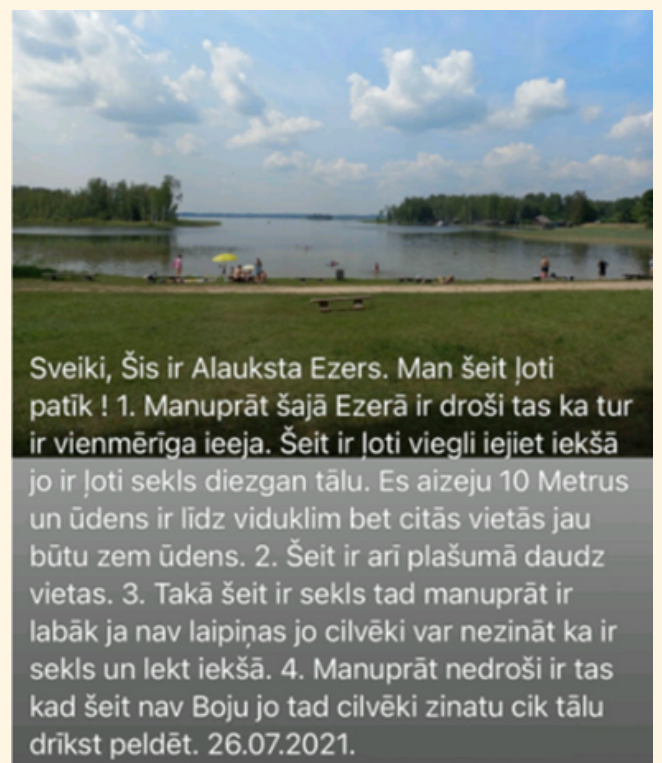 Sveiki, Šis ir Alauksta Ezers. Man šeit ļoti
patīk ! 1. Manuprāt šajā Ezerā ir droši tas ka tur
ir vienmērīga ieeja. Šeit ir ļoti viegli iejiet iekšā
jo ir ļoti sekls diezgan tālu. Es aizeju 10 Metrus
un ūdens ir līdz viduklim bet citās vietās jau
būtu zem ūdens. 2. Šeit ir arī plašumā daudz
vietas. 3. Takā šeit ir sekls tad manuprāt ir
labāk ja nav laipiņas jo cilvēki var nezināt ka ir
sekls un lekt iekšā. 4. Manuprāt nedroši ir tas
kad šeit nav Boju jo tad cilvēki zinatu cik tālu
drīkst peldēt. 26.07.2021.